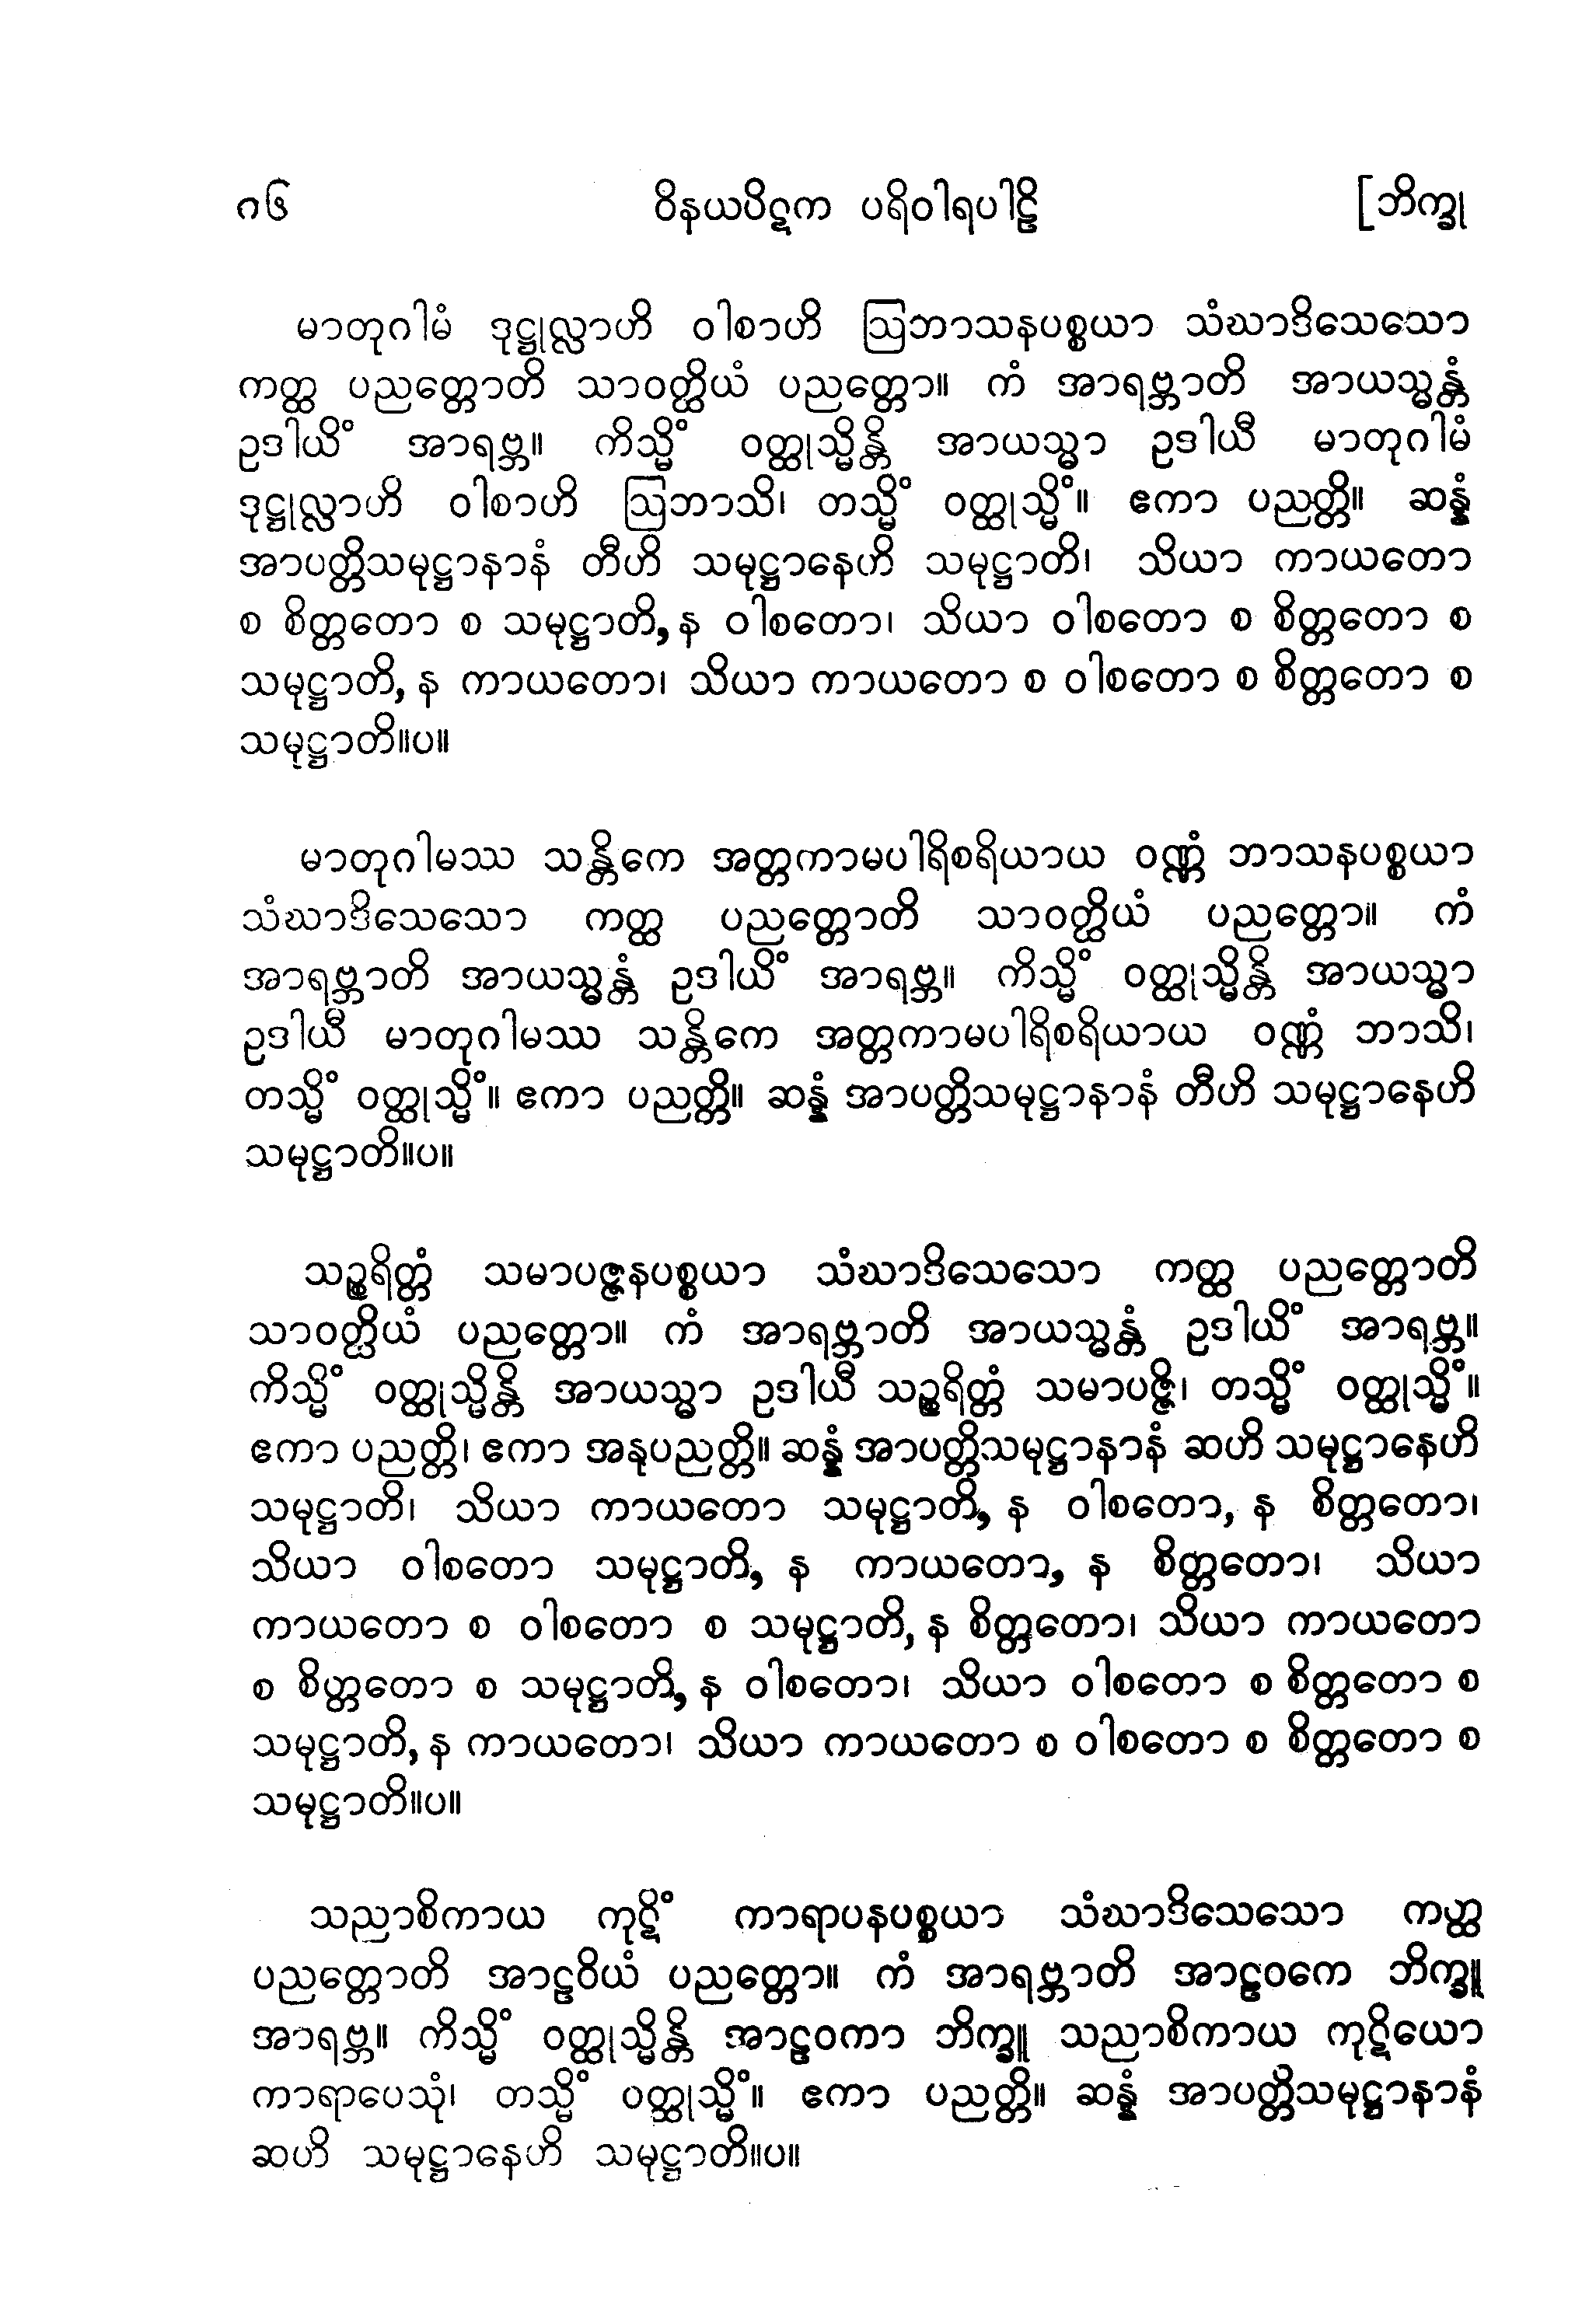 ဂ၆ ဝိနယပိဋက ပရိဝါရပါဠိ [ဘိက္ခု
မာတုဂါမံ ဒုဋ္ဌုလ္လာဟိ ဝါစာဟိ ဩဘာသနပစ္စယာ သံဃာဒိသေသော
ကတ္ထ ပညတ္တောတိ သာဝတ္ထိယံ ပညတ္တော။ ကံ အာရဗ္ဘာတိ အာယသ္မန္တံ
ဥဒါယိံ အာရဗ္ဘ။ ကိသ္မိံ ဝတ္ထုသ္မိန္တိ အာယသ္မာ ဥဒါယီ မာတုဂါမံ
ဒုဋ္ဌုလ္လာဟိ ဝါစာဟိ ဩဘာသိ၊ တသ္မိံ ဝတ္ထုသ္မိံ။ ဧကာ ပညတ္တိ။ ဆန္နံ
အာပတ္တိသမုဋ္ဌာနာနံ တီဟိ သမုဋ္ဌာနေဟိ သမုဋ္ဌာတိ၊ သိယာ ကာယတော
စ စိတ္တတော စ သမုဋ္ဌာတိ, န ဝါစတော၊ သိယာ ဝါစတော စ စိတ္တတော စ
သမုဋ္ဌာတိ, န ကာယတော၊ သိယာ ကာယတော စ ဝါစတော စ စိတ္တတော စ
သမုဋ္ဌာတိ။ပ။
မာတုဂါမဿ သန္တိကေ အတ္တကာမပါရိစရိယာယ ဝဏ္ဏံ ဘာသနပစ္စယာ
သံဃာဒိသေသော ကတ္ထ ပညတ္တောတိ သာဝတ္ထိယံ ပညတ္တော။ ကံ
အာရဗ္ဘာတိ အာယသ္မန္တံ ဥဒါယိံ အာရဗ္ဘ။ ကိသ္မိံ ဝတ္ထုသ္မိန္တိ အာယသ္မာ
ဥဒါယီ မာတုဂါမဿ သန္တိကေ အတ္တကာမပါရိစရိယာယ ဝဏ္ဏံ ဘာသိ၊
တသ္မိံ ဝတ္ထုသ္မိံ။ ဧကာ ပညတ္တိ။ ဆန္နံ အာပတ္တိသမုဋ္ဌာနာနံ တီဟိ သမုဋ္ဌာနေဟိ
သမုဋ္ဌာတိ။ပ။
သဉ္စရိတ္တံ သမာပဇ္ဇနပစ္စယာ သံဃာဒိသေသော ကတ္ထ ပညတ္တောတိ
သာဝတ္ထိယံ ပညတ္တော။ ကံ အာရဗ္ဘာတိ အာယသ္မန္တံ ဥဒါယိံ အာရဗ္ဘ။
ကိသ္မိံ ဝတ္ထုသ္မိန္တိ အာယသ္မာ ဥဒါယီ သဉ္စရိတ္တံ သမာပဇ္ဇိ၊ တသ္မိံ ဝတ္ထုသ္မိံ။
ဧကာ ပညတ္တိ၊ ဧကာ အနုပညတ္တိ။ ဆန္နံ အာပတ္တိသမုဋ္ဌာနာနံ ဆဟိ သမုဋ္ဌာနေဟိ
သမုဋ္ဌာတိ၊ သိယာ ကာယတော သမုဋ္ဌာတိ, န ဝါစတော, န စိတ္တတော၊
သိယာ ဝါစတော သမုဋ္ဌာတိ, န ကာယတော, န စိတ္တတော၊ သိယာ
ကာယတော စ ဝါစတော စ သမုဋ္ဌာတိ, န စိတ္တတော၊ သိယာ ကာယတော
စ စိတ္တတော စ သမုဋ္ဌာတိ, န ဝါစတော၊ သိယာ ဝါစတော စ စိတ္တတော စ
သမုဋ္ဌာတိ, န ကာယတော၊ သိယာ ကာယတော စ ဝါစတော စ စိတ္တတော စ
သမုဋ္ဌာတိ။ပ။
သညာစိကာယ ကုဋိံ ကာရာပနပစ္စယာ သံဃာဒိသေသော ကတ္ထ
ပညတ္တောတိ အာဠဝိယံ ပညတ္တော။ ကံ အာရဗ္ဘာတိ အာဠဝကေ ဘိက္ခူ
အာရဗ္ဘ။ ကိသ္မိံ ဝတ္ထုသ္မိန္တိ အာဠဝကာ ဘိက္ခူ သညာစိကာယ ကုဋိယော
ကာရာပေသုံ၊ တသ္မိံ ဝတ္ထုသ္မိံ။ ဧကာ ပညတ္တိ။ ဆန္နံ အာပတ္တိသမုဋ္ဌာနာနံ
ဆဟိ သမုဋ္ဌာနေဟိ သမုဋ္ဌာတိ။ပ။